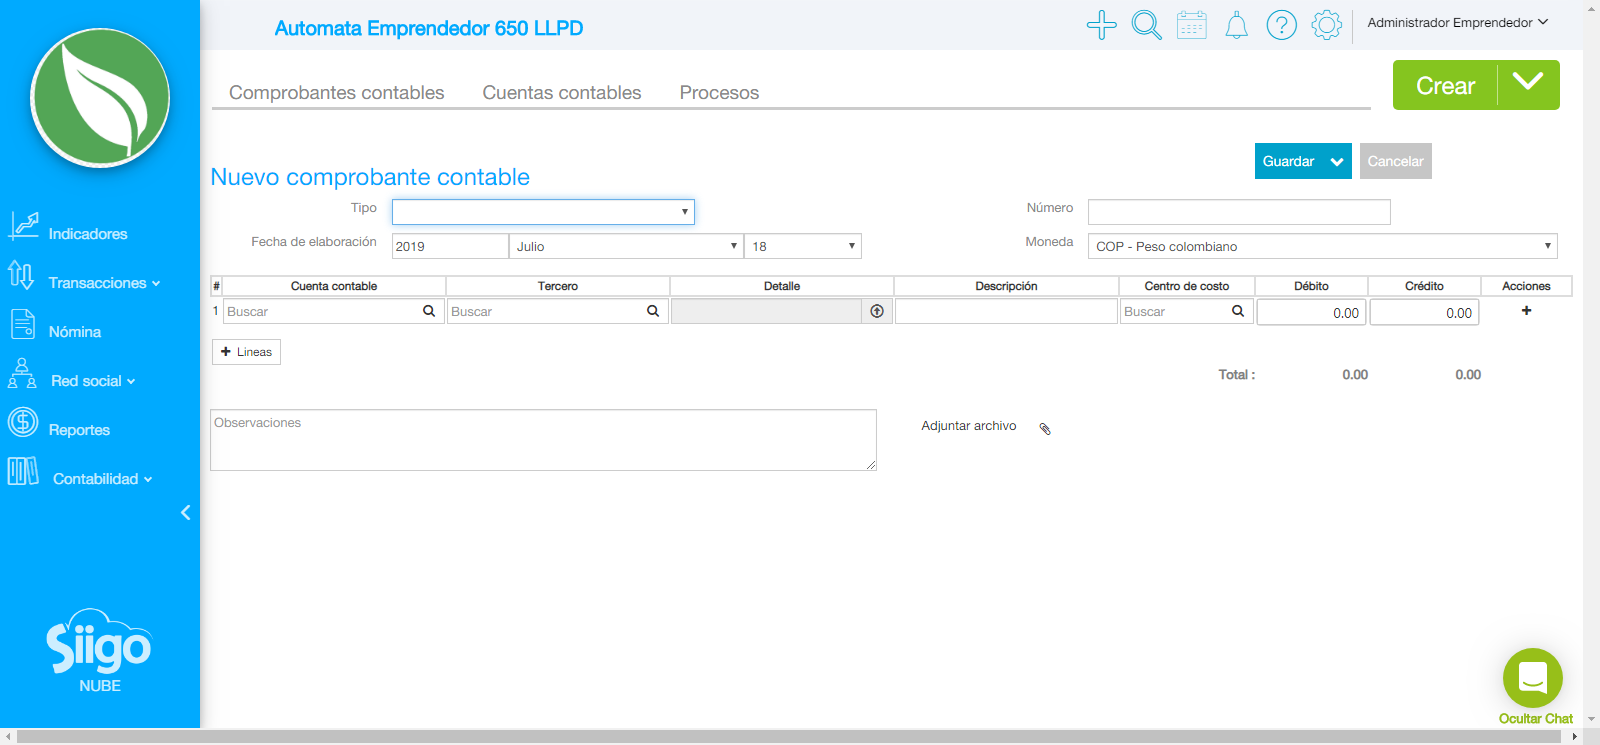 Automata Emprendedor 650 LLPD
Administrador Emprendedor
Comprobantes contables Cuentas contables Procesos
Crear
Guardar Cancelar
Nuevo comprobante contable
Tipo Número
Fecha de elaboración 2019 Julio 18 Moneda COP - Peso colombiano
# Cuenta contable Tercero Detalle Descripción Centro de costo Débito Crédito Acciones
1 Buscar Buscar Buscar 0.00 0.00
Lineas
Total : 0.00 0.00
Observaciones
Adjuntar archivo
Indicadores
Transacciones
Nómina
Red social
Reportes
Contabilidad
Siigo
NUBE
Ocultar Chat